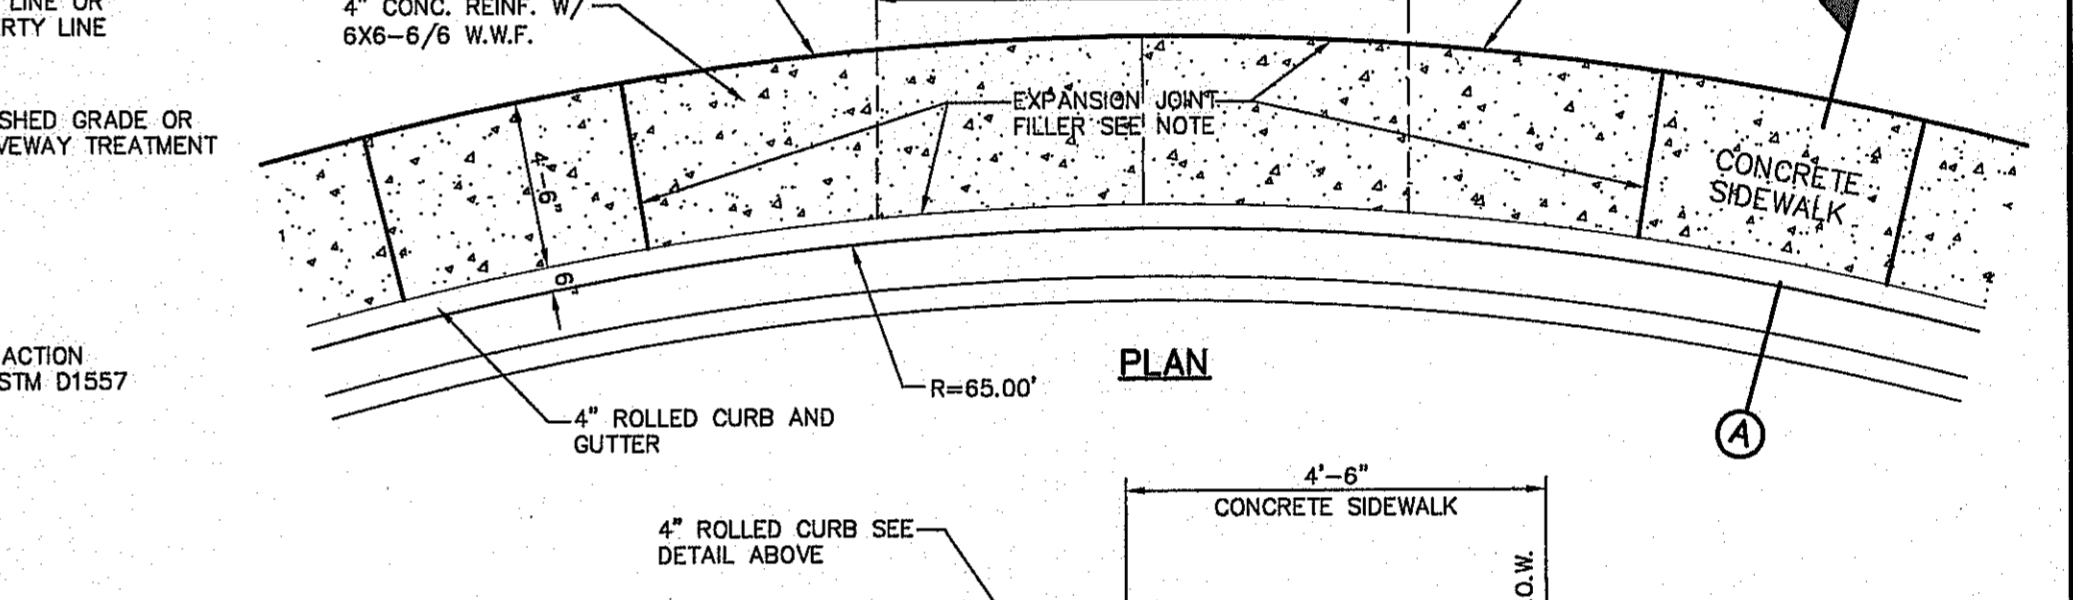 LINE OR
RTY LINE
4" CONC. REINF. W/
6X6-6/6 W.W.F.
SHED GRADE OR
VEWAY TREATMENT
EXPANSION JOINT
FILLER SEE NOTE
4'-6"
6"
CONCRETE
SIDEWALK
ACTION
STM D1557
PLAN
R=65.00'
4" ROLLED CURB AND
GUTTER
A
4'-6"
CONCRETE SIDEWALK
4" ROLLED CURB SEE
DETAIL ABOVE
O.W.